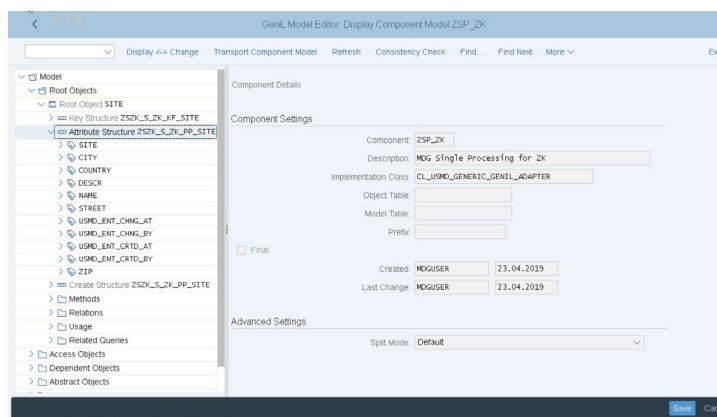 CTA
GenIL Model Editor: Display Component Model ZSP_ZK
Display <-> Change Transport Component Model Refresh Consistency Check Find... Find Next More Ex
Model
Root Objects
Root Object SITE
Key Structure ZSZK_S_ZK_KF_SITE
Attribute Structure ZSZK_S_ZK_PP_SITE
SITE
CITY
COUNTRY
DESCR
NAME
STREET
USMD_ENT_CHNG_AT
USMD_ENT_CHNG_BY
USMD_ENT_CRTD_AT
USMD_ENT_CRTD_BY
ZIP
Create Structure ZSZK_S_ZK_PP_SITE
Methods
Relations
Usage
Related Queries
Access Objects
Dependent Objects
Abstract Objects
Component Details
Component Settings
Component: ZSP_ZK
Description: MDG Single Processing for ZK
Implementation Class: CL_USMD_GENERIC_GENIL_ADAPTER
Object Table:
Model Table:
Prefix:
Final
Created: MDGUSER 23.04.2019
Last Change: MDGUSER 23.04.2019
Advanced Settings
Split Mode: Default
Save Can